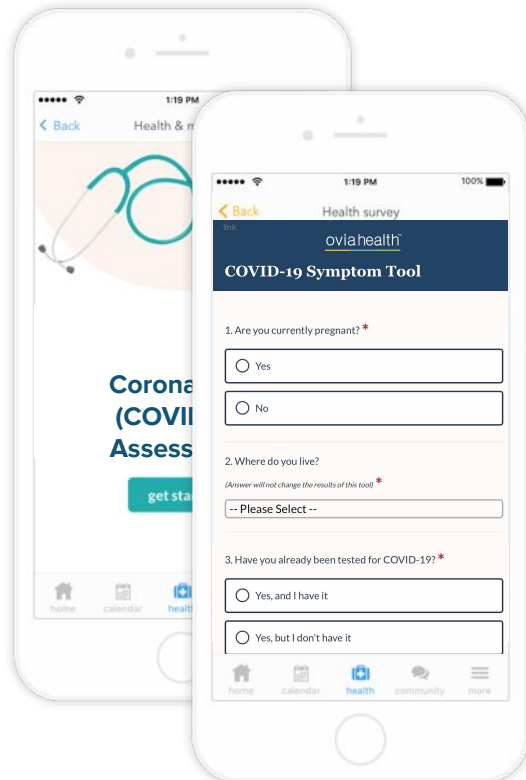 1:19 PM
Back
Health & m
Corona
(COVI
Assess
get sta
home
calendar
healt
1:19 PM
100%
Back
Health survey
link.
oviahealth™
COVID-19 Symptom Tool
1. Are you currently pregnant? *
Yes
No
2. Where do you live?
(Answer will not change the results of this tool) *
-- Please Select --
3. Have you already been tested for COVID-19? *
Yes, and I have it
Yes, but I don't have it
home
calendar
health
community
more